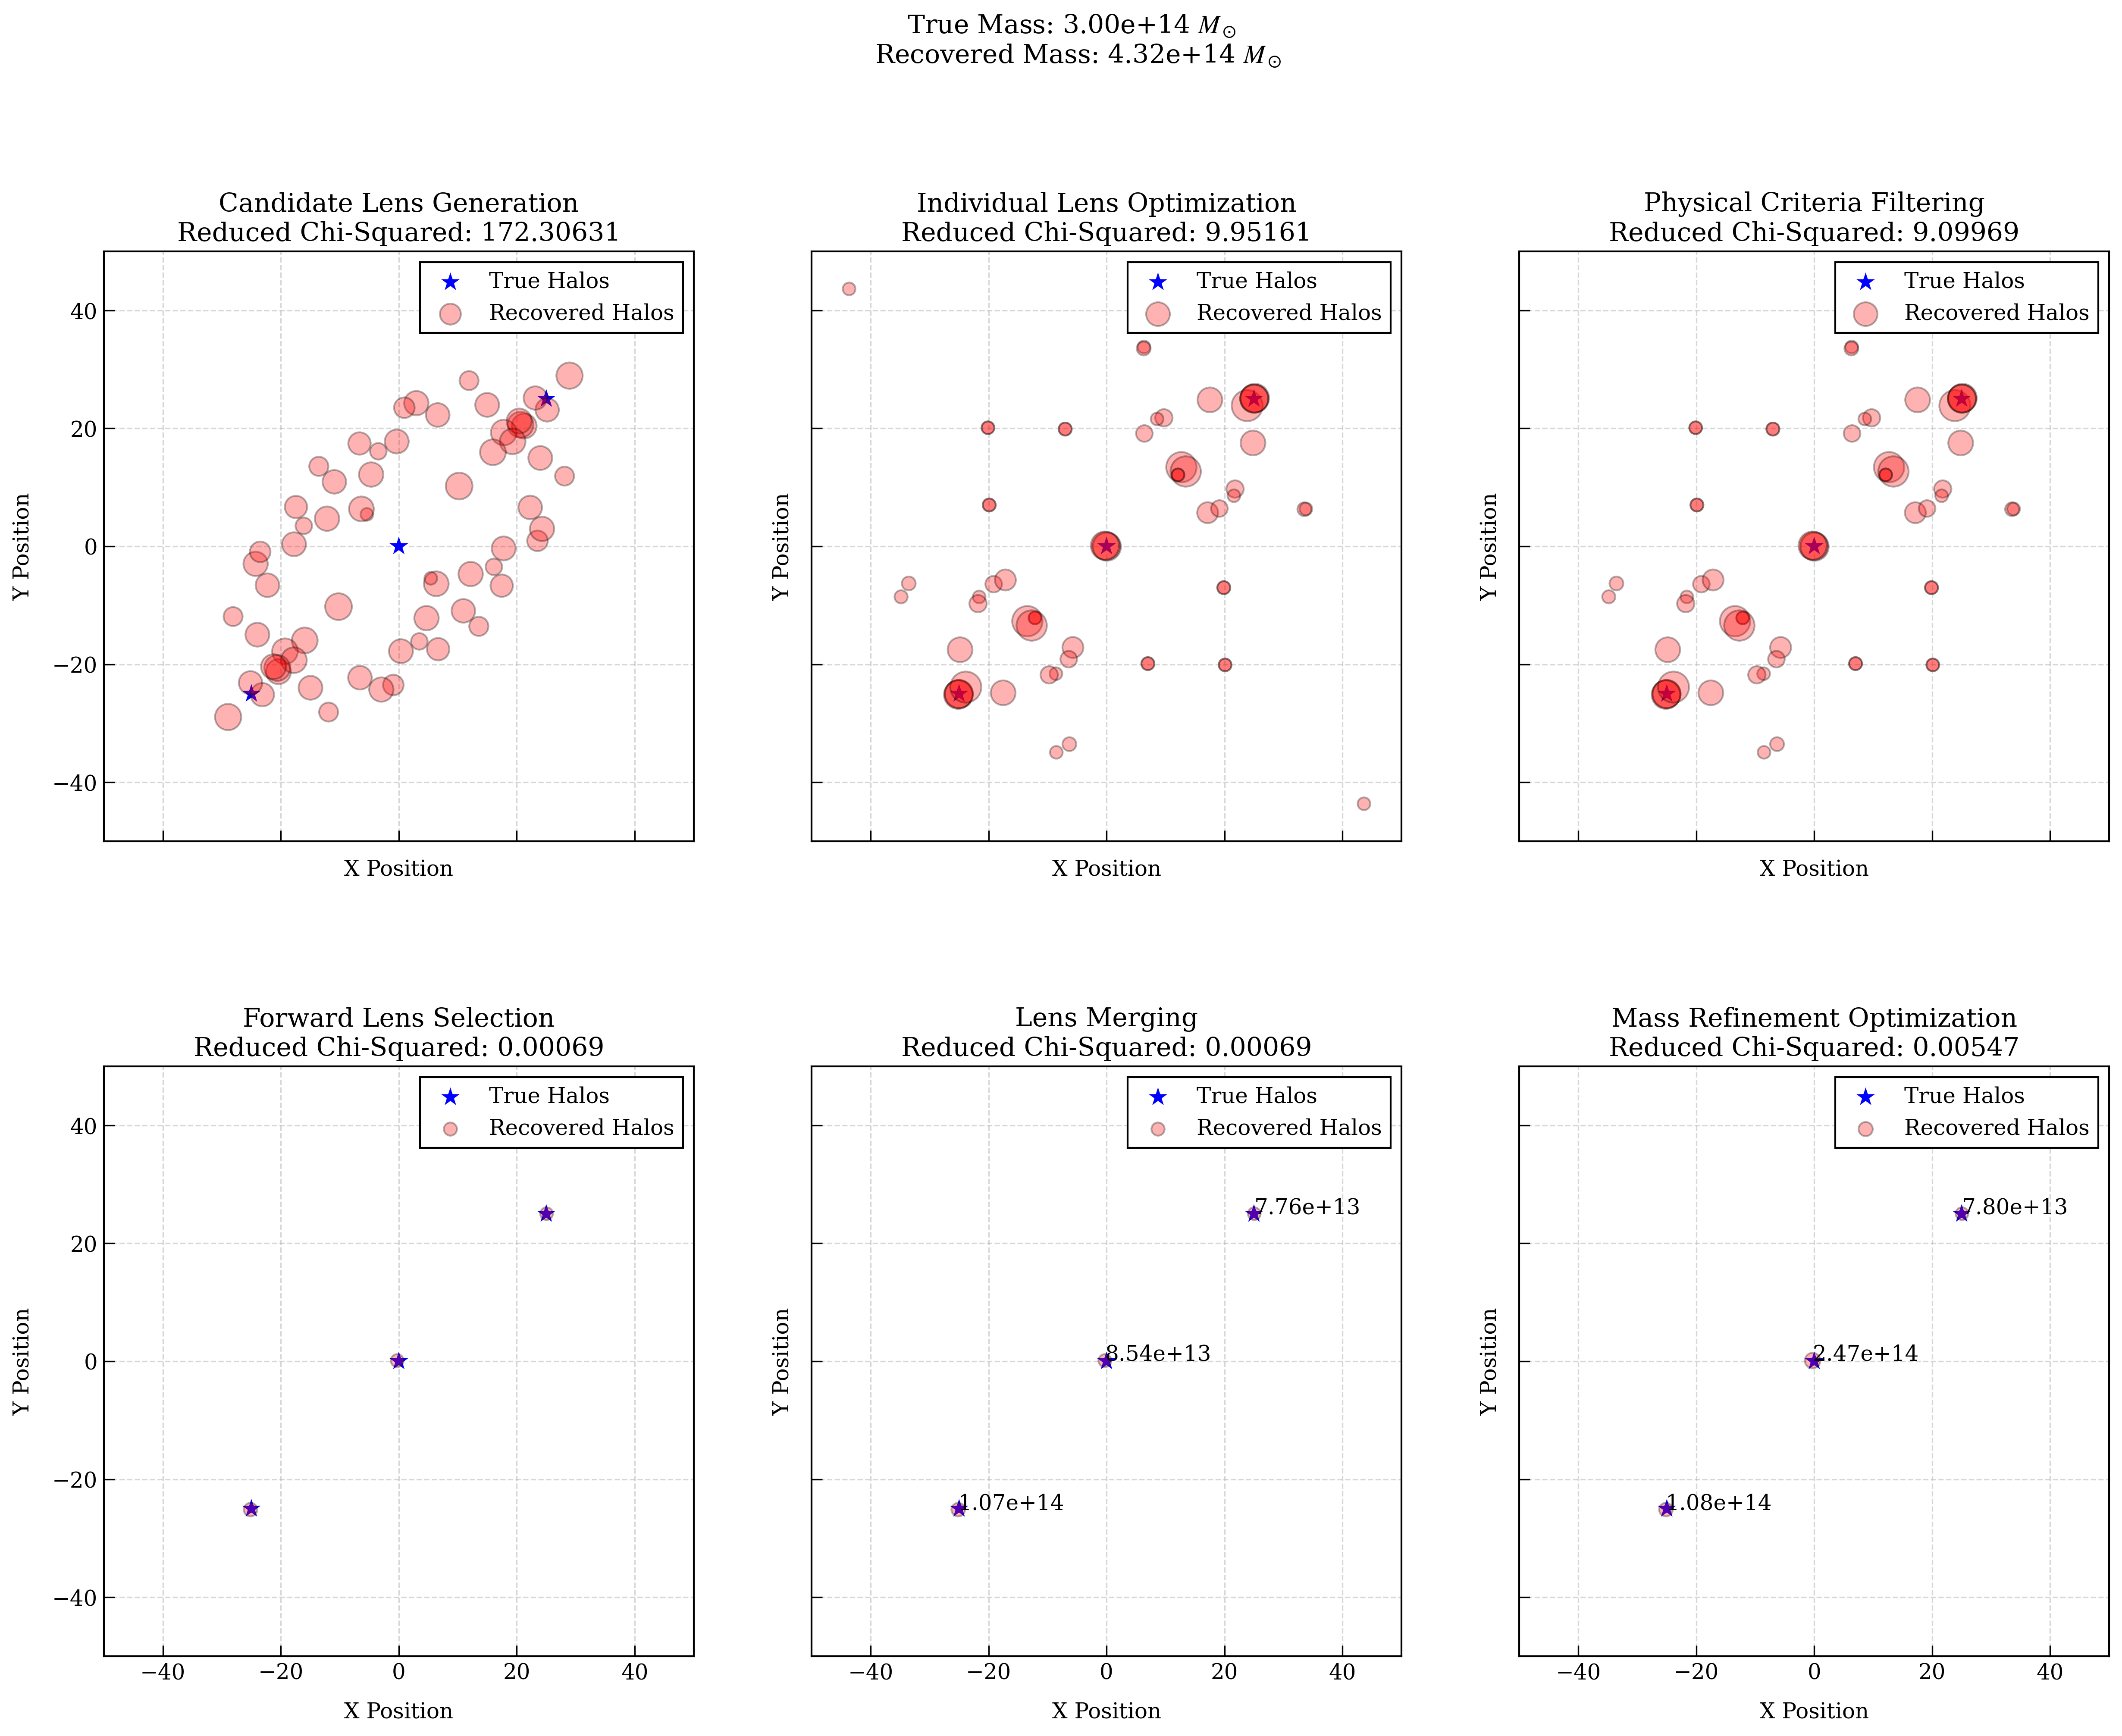 True Mass: 3.00e+14 M☉
Recovered Mass: 4.32e+14 M☉
Candidate Lens Generation
Reduced Chi-Squared: 172.30631
True Halos
Recovered Halos
40
20
0
−20
−40
Y Position
X Position
Individual Lens Optimization
Reduced Chi-Squared: 9.95161
True Halos
Recovered Halos
Y Position
X Position
Physical Criteria Filtering
Reduced Chi-Squared: 9.09969
True Halos
Recovered Halos
Y Position
X Position
Forward Lens Selection
Reduced Chi-Squared: 0.00069
True Halos
Recovered Halos
40
20
0
−20
−40
Y Position
−40 −20 0 20 40
X Position
Lens Merging
Reduced Chi-Squared: 0.00069
True Halos
Recovered Halos
7.76e+13
8.54e+13
1.07e+14
Y Position
−40 −20 0 20 40
X Position
Mass Refinement Optimization
Reduced Chi-Squared: 0.00547
True Halos
Recovered Halos
7.80e+13
2.47e+14
1.08e+14
Y Position
−40 −20 0 20 40
X Position